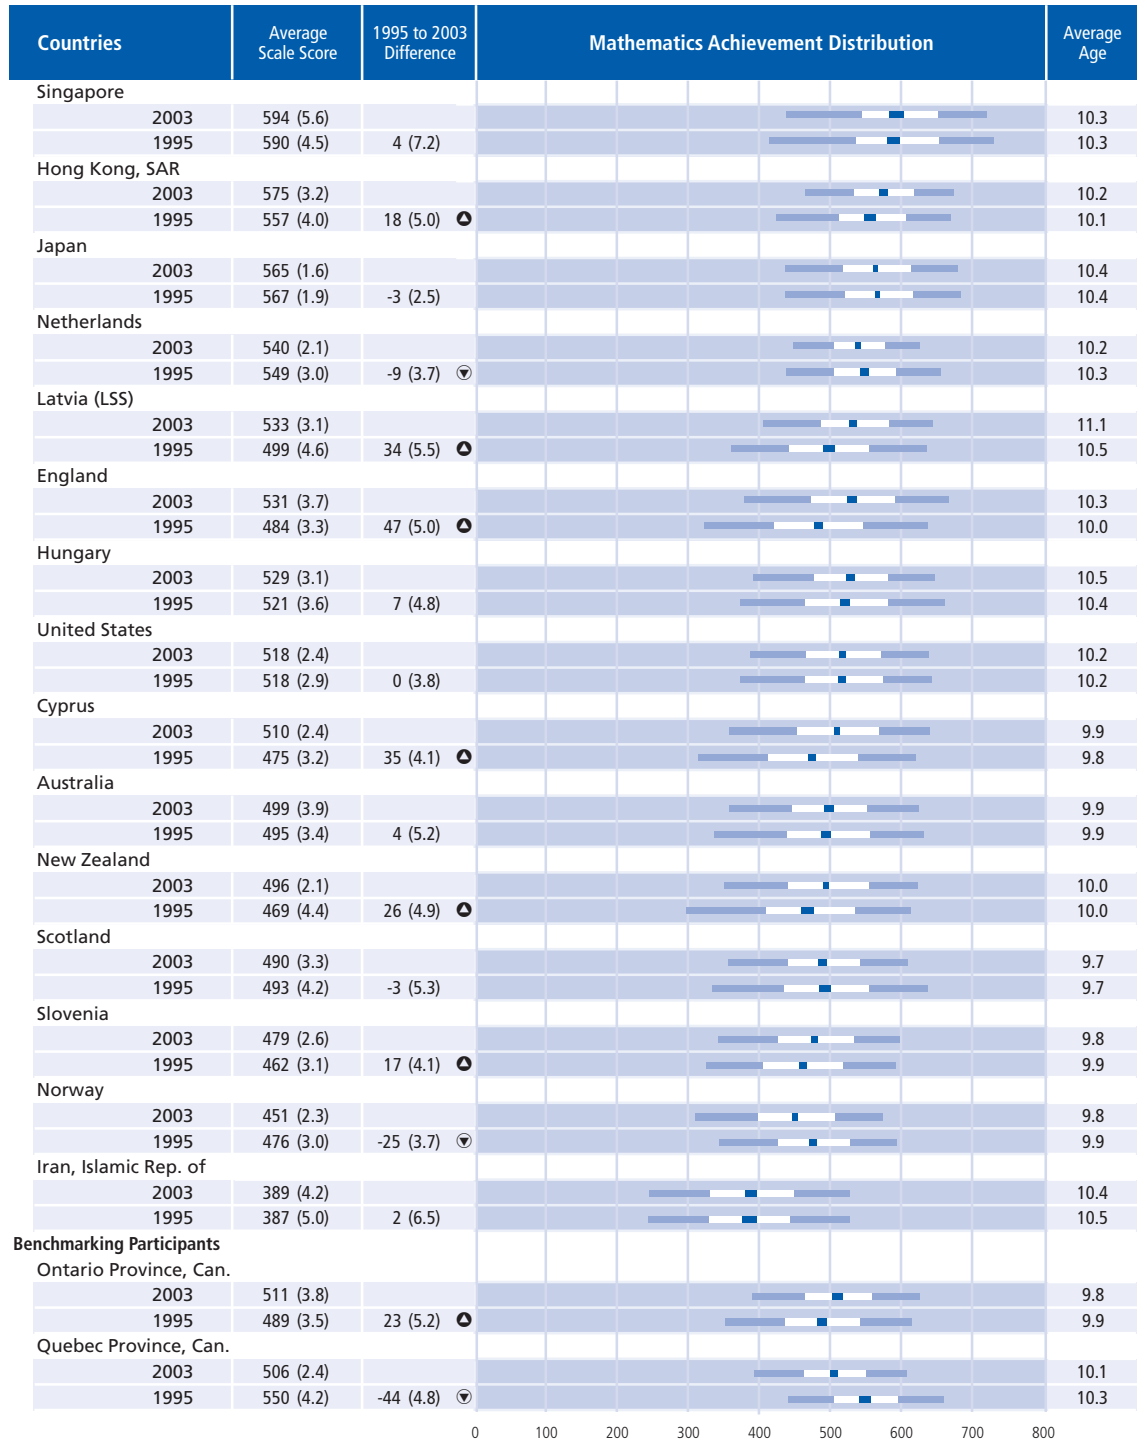 Countries Average Scale Score 1995 to 2003 Difference Mathematics Achievement Distribution Average Age
Singapore
2003 594 (5.6) 10.3
1995 590 (4.5) 4 (7.2) 10.3
Hong Kong, SAR
2003 575 (3.2) 10.2
1995 557 (4.0) 18 (5.0) 10.1
Japan
2003 565 (1.6) 10.4
1995 567 (1.9) -3 (2.5) 10.4
Netherlands
2003 540 (2.1) 10.2
1995 549 (3.0) -9 (3.7) 10.3
Latvia (LSS)
2003 533 (3.1) 11.1
1995 499 (4.6) 34 (5.5) 10.5
England
2003 531 (3.7) 10.3
1995 484 (3.3) 47 (5.0) 10.0
Hungary
2003 529 (3.1) 10.5
1995 521 (3.6) 7 (4.8) 10.4
United States
2003 518 (2.4) 10.2
1995 518 (2.9) 0 (3.8) 10.2
Cyprus
2003 510 (2.4) 9.9
1995 475 (3.2) 35 (4.1) 9.8
Australia
2003 499 (3.9) 9.9
1995 495 (3.4) 4 (5.2) 9.9
New Zealand
2003 496 (2.1) 10.0
1995 469 (4.4) 26 (4.9) 10.0
Scotland
2003 490 (3.3) 9.7
1995 493 (4.2) -3 (5.3) 9.7
Slovenia
2003 479 (2.6) 9.8
1995 462 (3.1) 17 (4.1) 9.9
Norway
2003 451 (2.3) 9.8
1995 476 (3.0) -25 (3.7) 9.9
Iran, Islamic Rep. of
2003 389 (4.2) 10.4
1995 387 (5.0) 2 (6.5) 10.5
Benchmarking Participants
Ontario Province, Can.
2003 511 (3.8) 9.8
1995 489 (3.5) 23 (5.2) 9.9
Quebec Province, Can.
2003 506 (2.4) 10.1
1995 550 (4.2) -44 (4.8) 10.3
0 100 200 300 400 500 600 700 800